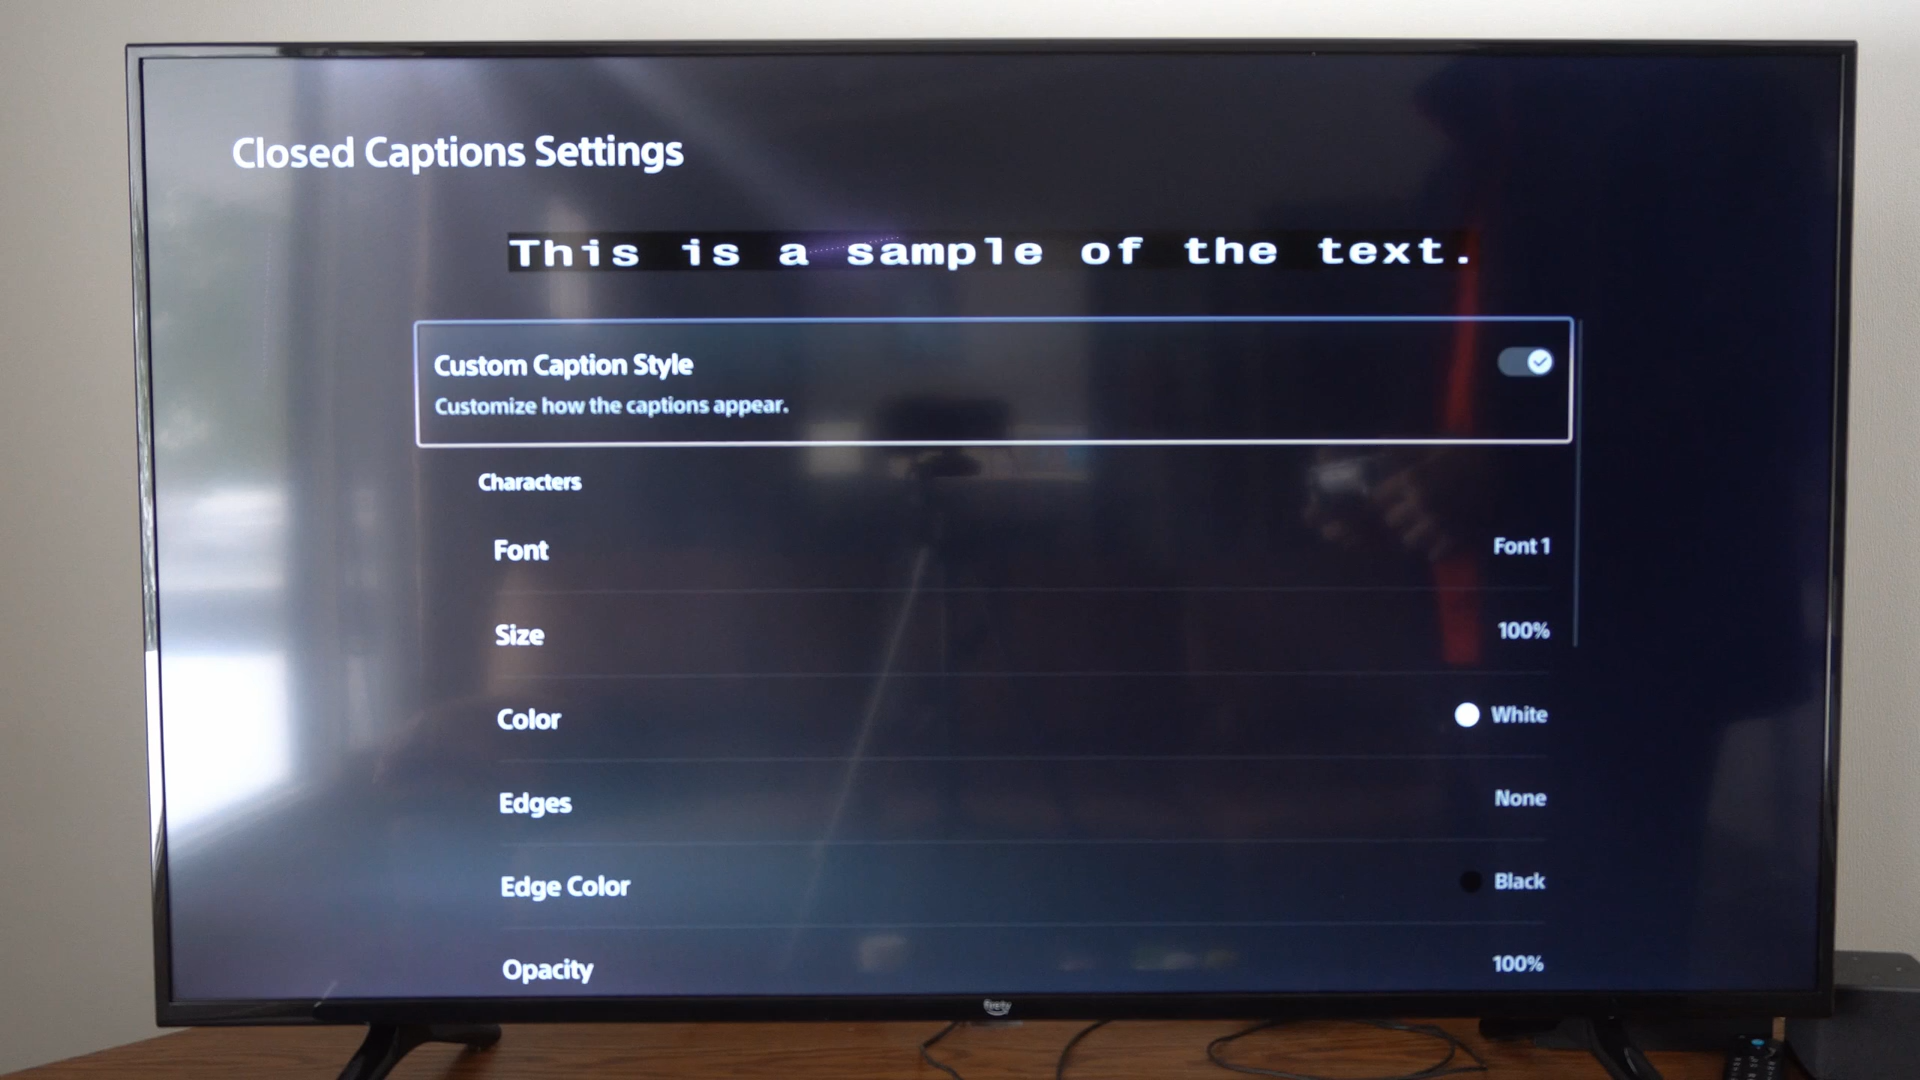 Closed Captions Settings
This is a sample of the text.
Custom Caption Style
Customize how the captions appear.
Characters
Font Font 1
Size 100%
Color White
Edges None
Edge Color Black
Opacity 100%